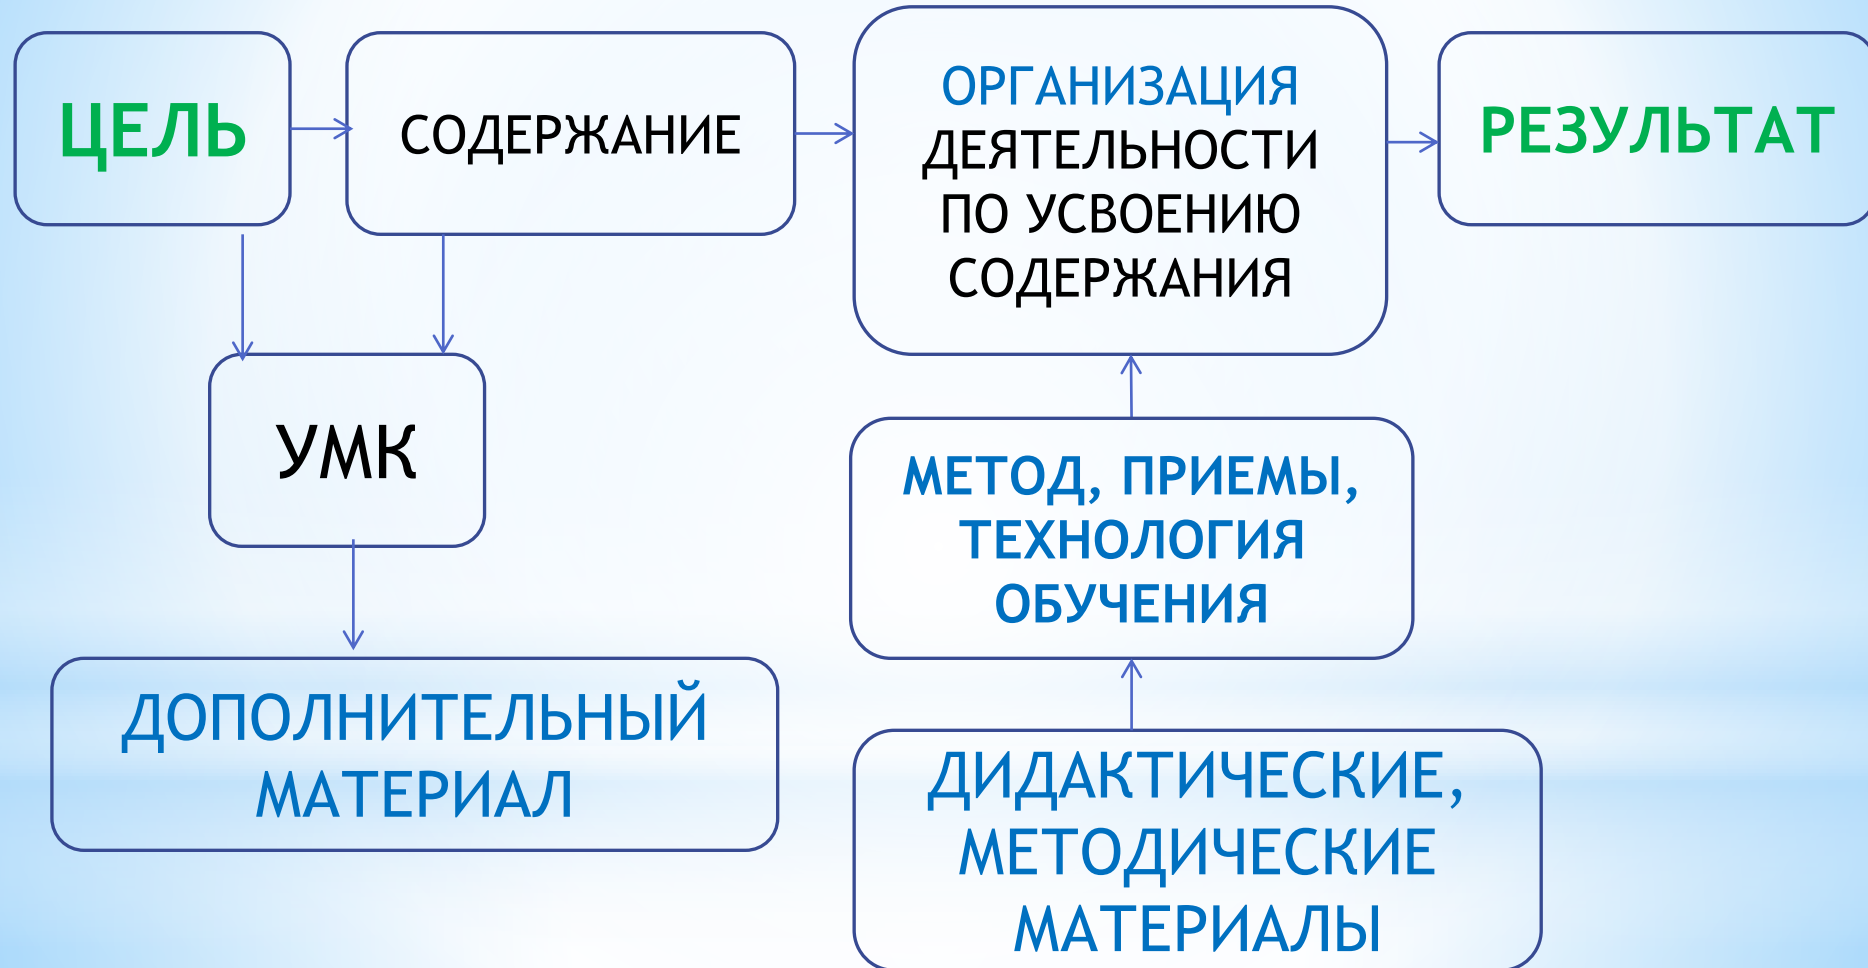 ЦЕЛЬ
СОДЕРЖАНИЕ
ОРГАНИЗАЦИЯ
ДЕЯТЕЛЬНОСТИ
ПО УСВОЕНИЮ
СОДЕРЖАНИЯ
РЕЗУЛЬТАТ
УМК
МЕТОД, ПРИЕМЫ,
ТЕХНОЛОГИЯ
ОБУЧЕНИЯ
ДОПОЛНИТЕЛЬНЫЙ
МАТЕРИАЛ
ДИДАКТИЧЕСКИЕ,
МЕТОДИЧЕСКИЕ
МАТЕРИАЛЫ